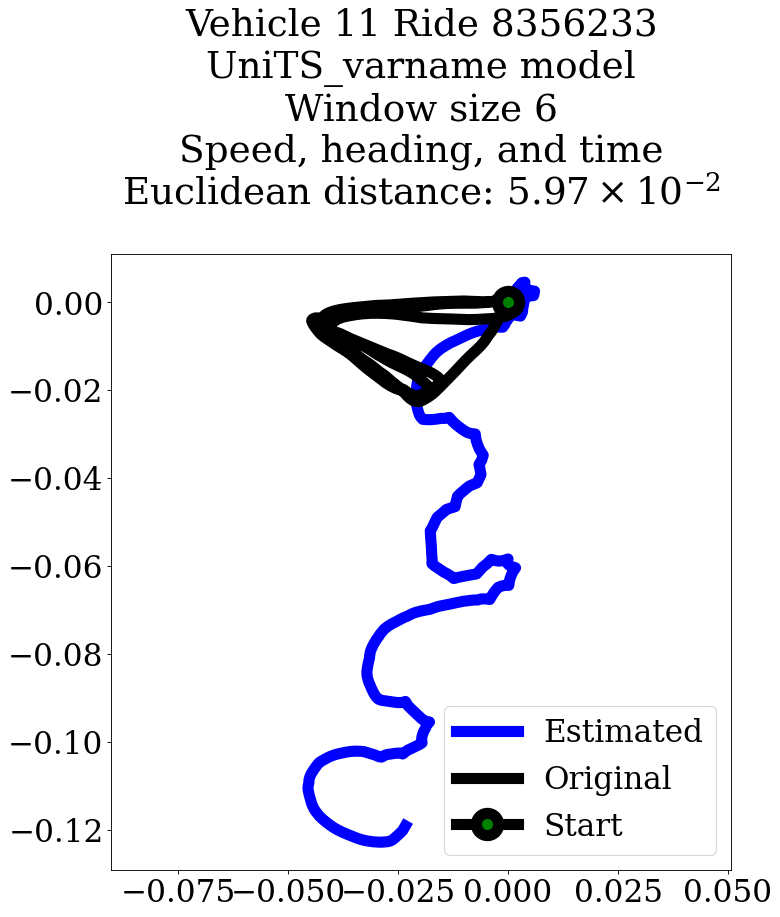 Vehicle 11 Ride 8356233
UniTS_varname model
Window size 6
Speed, heading, and time
Euclidean distance: 5.97 × 10⁻²
0.00
−0.02
−0.04
−0.06
−0.08
−0.10
−0.12
Estimated
Original
Start
−0.075 −0.050 −0.025 0.000 0.025 0.050